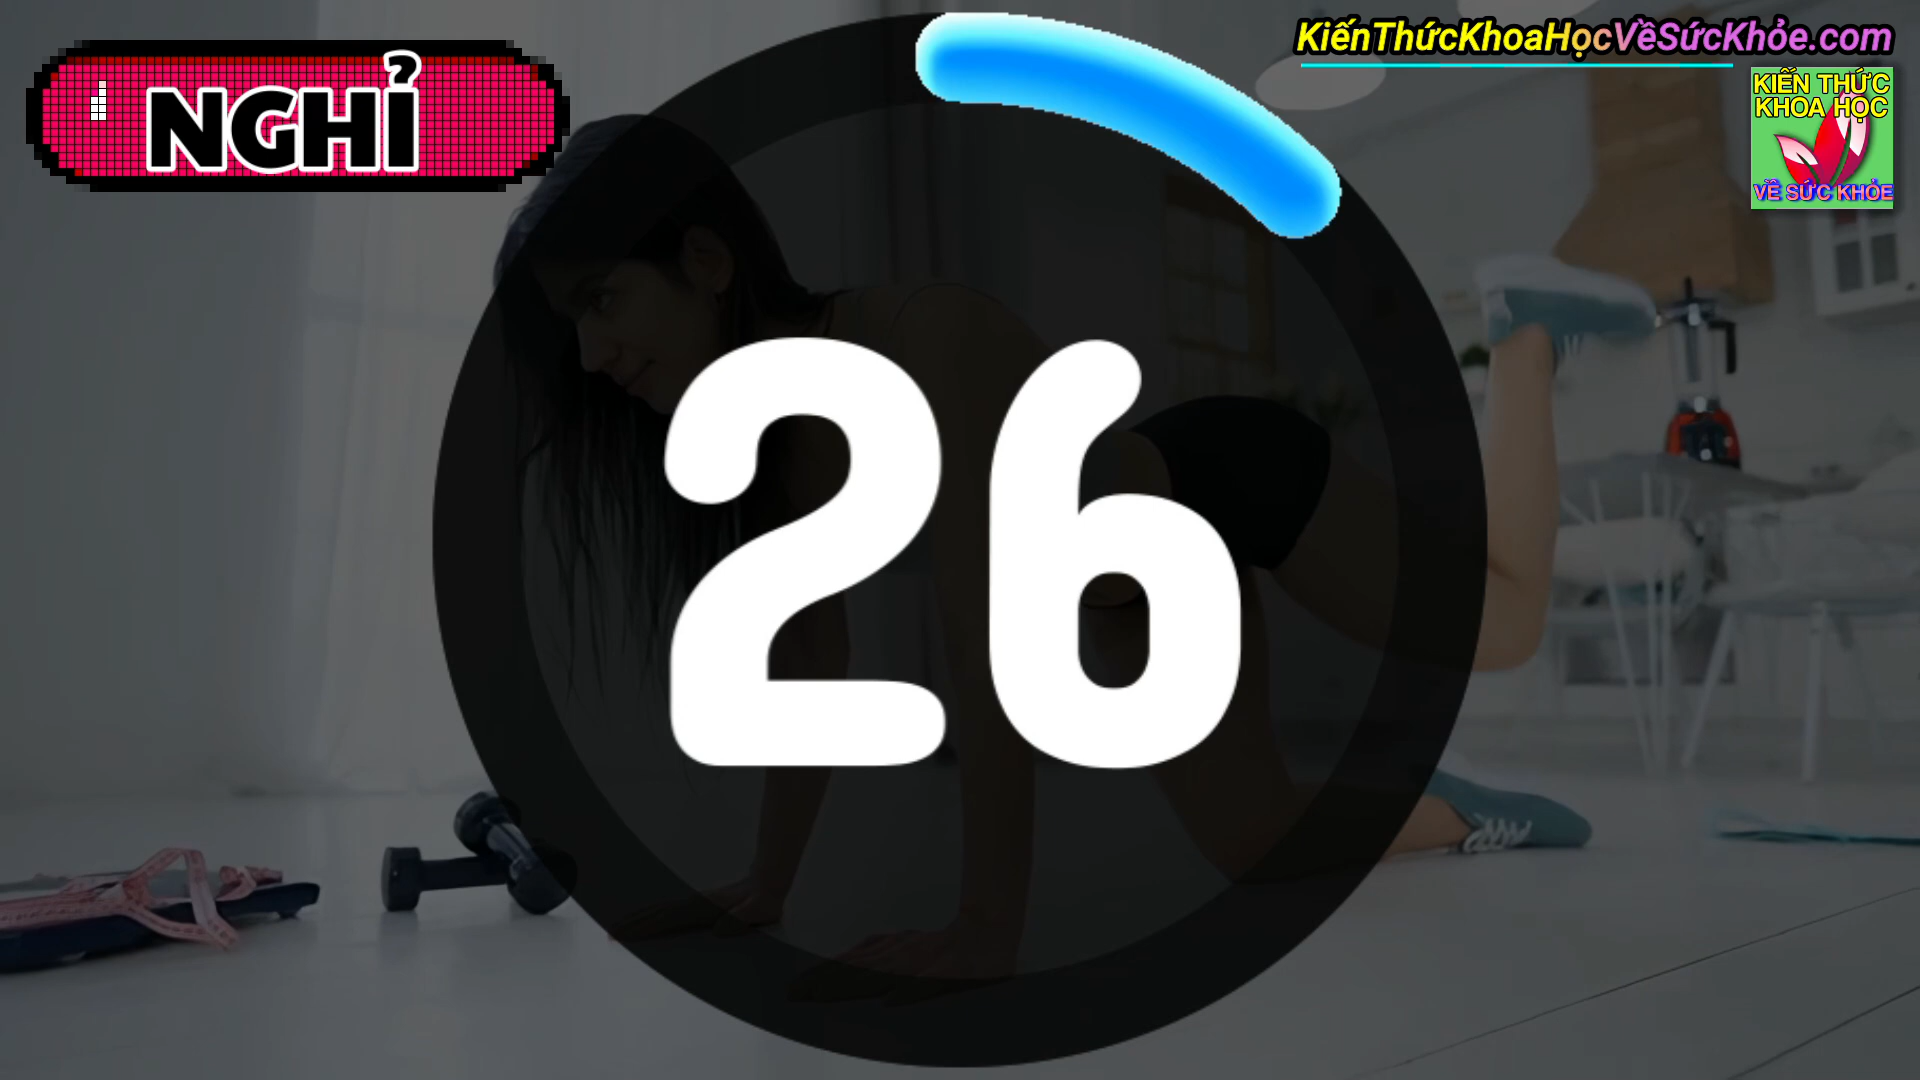 NGHỈ
KiếnThứcKhoaHọcVềSứcKhỏe.com
KIẾN THỨC
KHOA HỌC
VỀ SỨC KHỎE
26